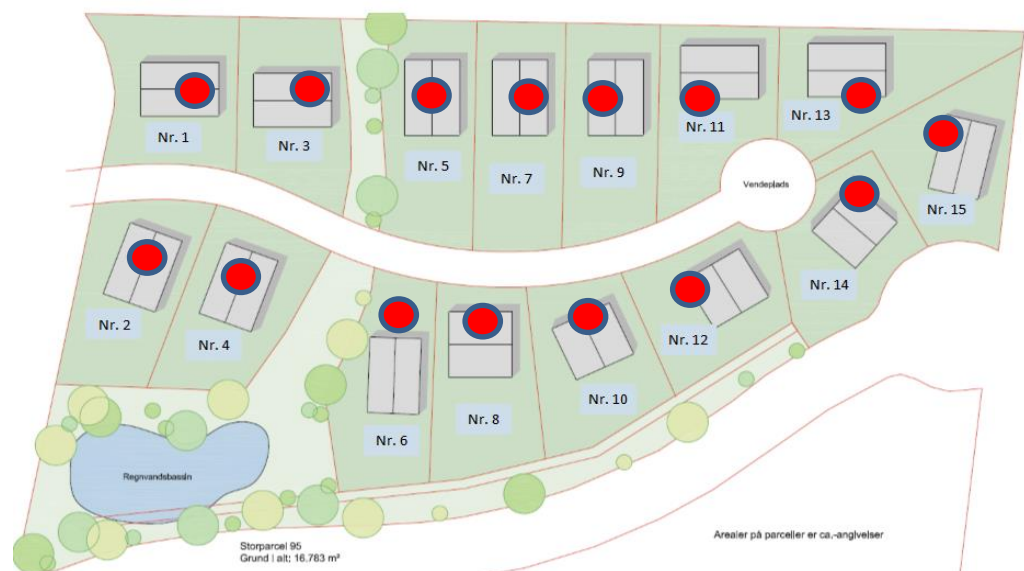 Nr. 1
Nr. 3
Nr. 5
Nr. 7
Nr. 9
Nr. 11
Nr. 13
Vendeplads
Nr. 15
Nr. 2
Nr. 4
Nr. 14
Nr. 12
Nr. 10
Nr. 8
Nr. 6
Regnvandsbassin
Storparcel 95
Grund i alt: 16.783 m²
Arealer på parceller er ca.-angivelser